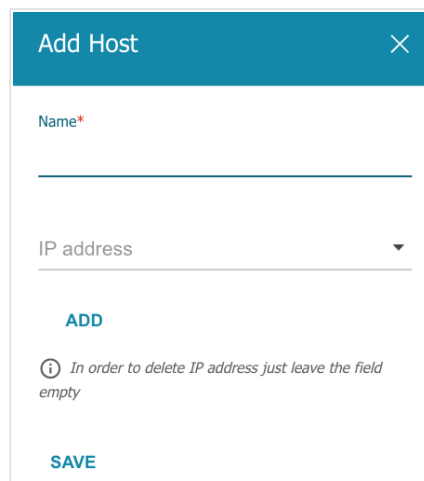 Add Host
Name*
IP address
ADD
In order to delete IP address just leave the field
empty
SAVE